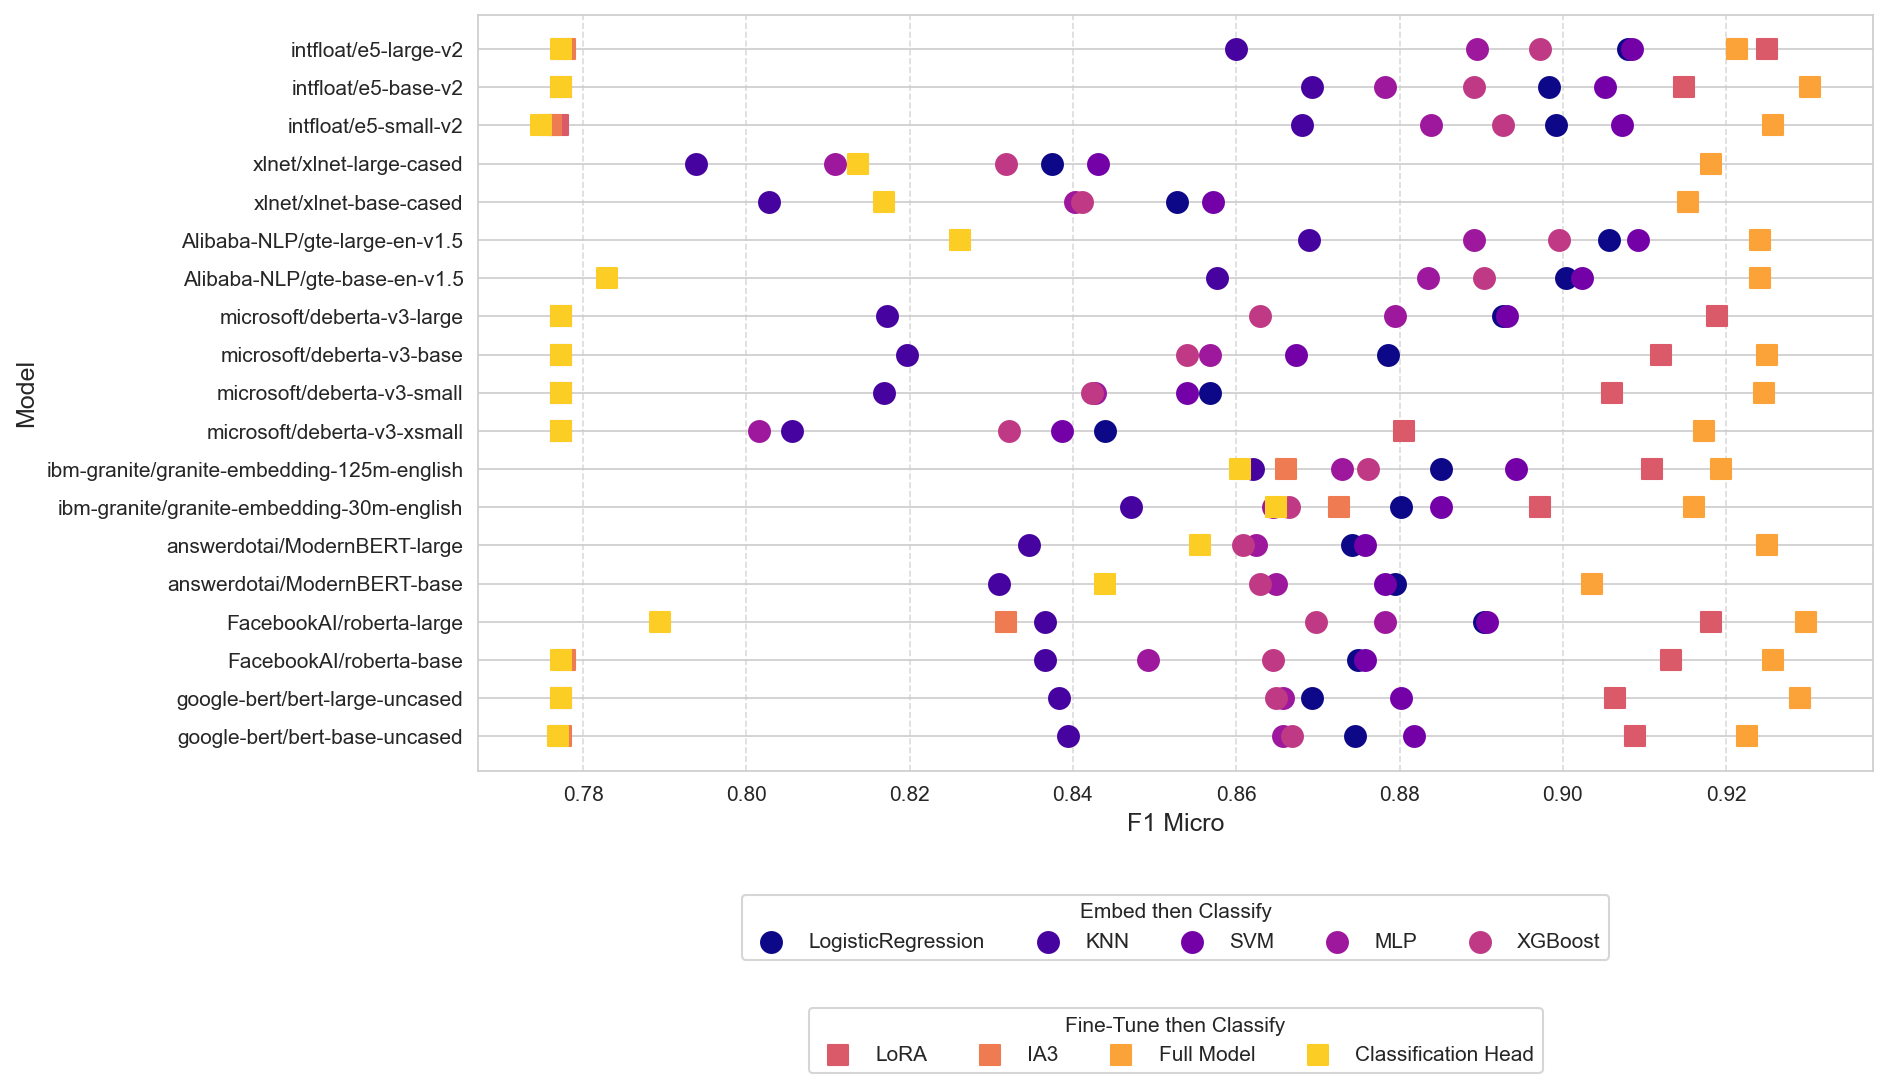 intfloat/e5-large-v2
intfloat/e5-base-v2
intfloat/e5-small-v2
xlnet/xlnet-large-cased
xlnet/xlnet-base-cased
Alibaba-NLP/gte-large-en-v1.5
Alibaba-NLP/gte-base-en-v1.5
microsoft/deberta-v3-large
microsoft/deberta-v3-base
microsoft/deberta-v3-small
microsoft/deberta-v3-xsmall
ibm-granite/granite-embedding-125m-english
ibm-granite/granite-embedding-30m-english
answerdotai/ModernBERT-large
answerdotai/ModernBERT-base
FacebookAI/roberta-large
FacebookAI/roberta-base
google-bert/bert-large-uncased
google-bert/bert-base-uncased
Model
0.78 0.80 0.82 0.84 0.86 0.88 0.90 0.92
F1 Micro
Embed then Classify
LogisticRegression KNN SVM MLP XGBoost
Fine-Tune then Classify
LoRA IA3 Full Model Classification Head